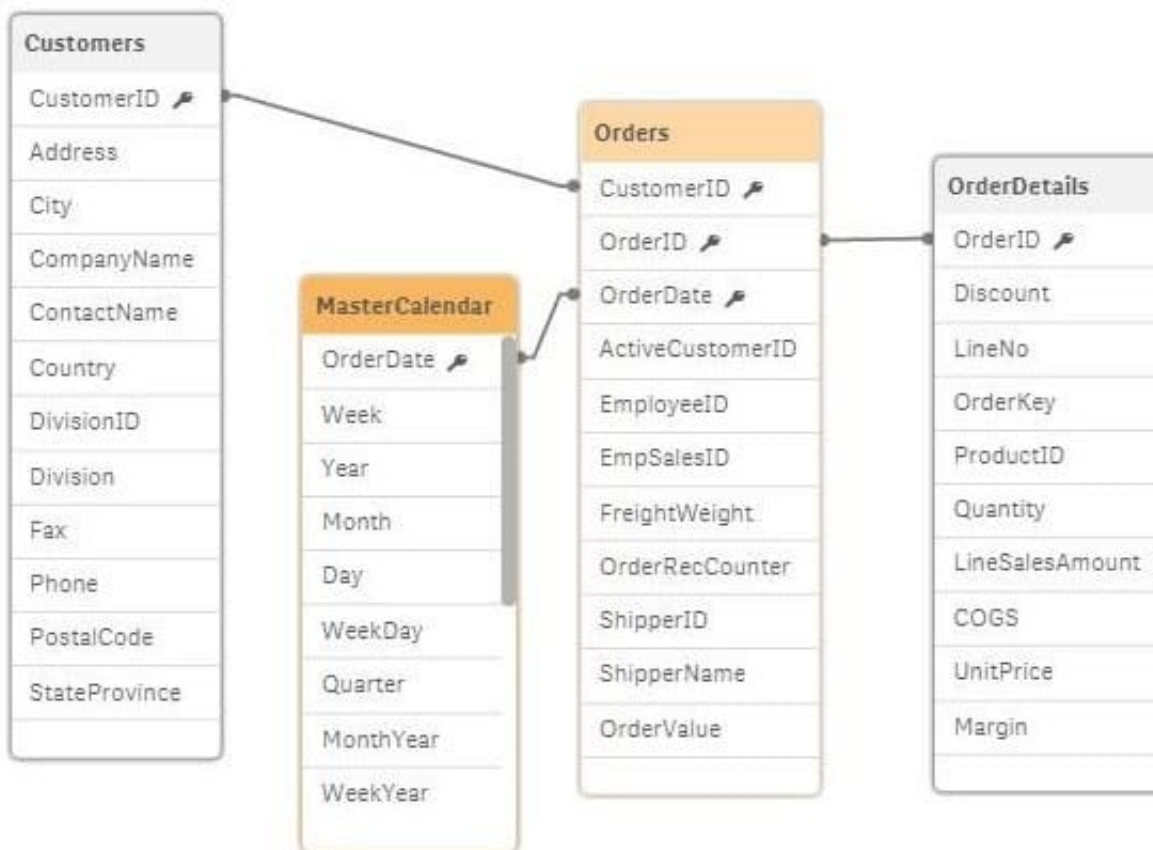 Customers
CustomerID
Address
City
CompanyName
ContactName
Country
DivisionID
Division
Fax
Phone
PostalCode
StateProvince
MasterCalendar
OrderDate
Week
Year
Month
Day
WeekDay
Quarter
MonthYear
WeekYear
Orders
CustomerID
OrderID
OrderDate
ActiveCustomerID
EmployeeID
EmpSalesID
FreightWeight
OrderRecCounter
ShipperID
ShipperName
OrderValue
OrderDetails
OrderID
Discount
LineNo
OrderKey
ProductID
Quantity
LineSalesAmount
COGS
UnitPrice
Margin